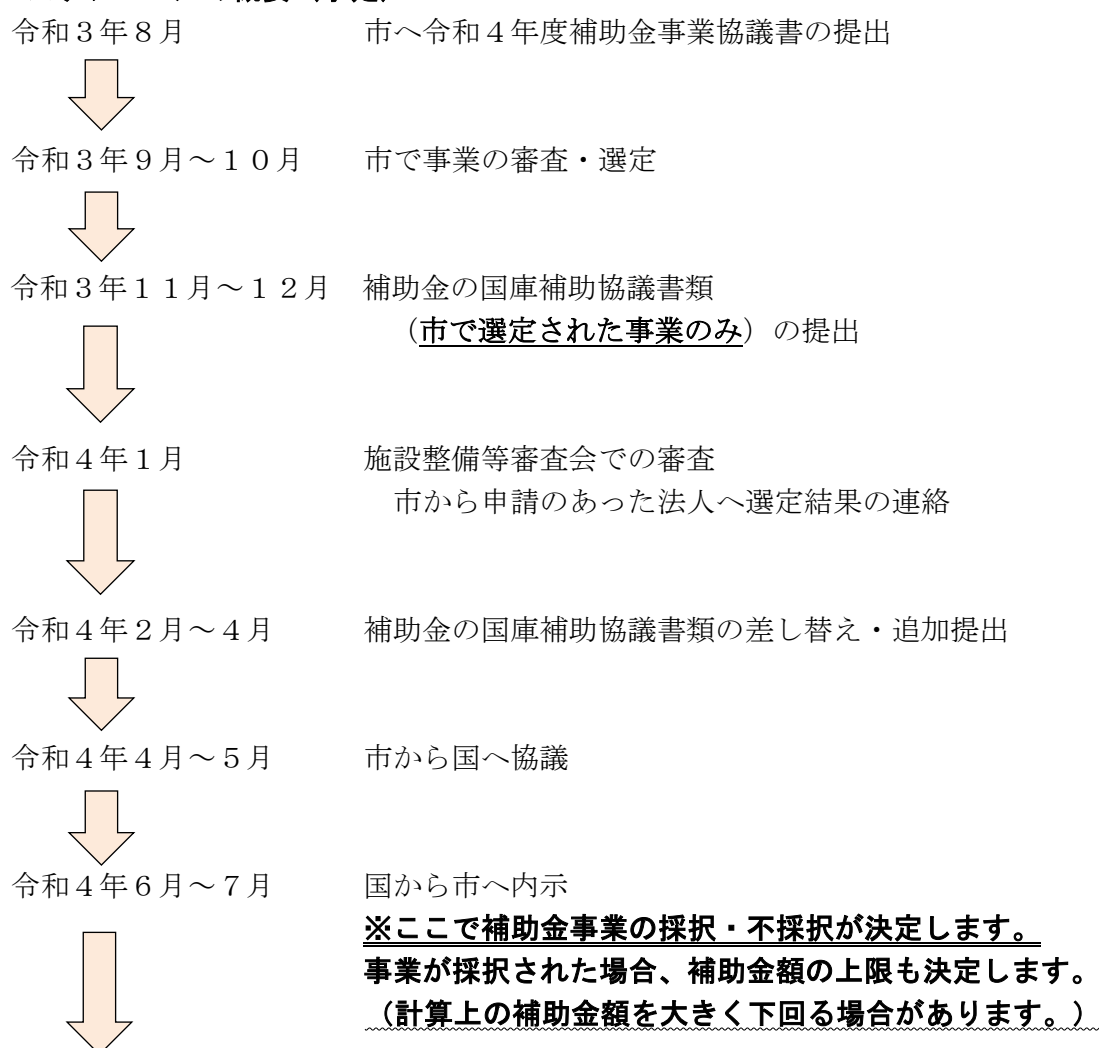 令和３年８月　市へ令和４年度補助金事業協議書の提出
令和３年９月～１０月　市で事業の審査・選定
令和３年１１月～１２月　補助金の国庫補助協議書類
（市で選定された事業のみ）の提出
令和４年１月　施設整備等審査会での審査
市から申請のあった法人へ選定結果の連絡
令和４年２月～４月　補助金の国庫補助協議書類の差し替え・追加提出
令和４年４月～５月　市から国へ協議
令和４年６月～７月　国から市へ内示
※ここで補助金事業の採択・不採択が決定します。
事業が採択された場合、補助金額の上限も決定します。
（計算上の補助金額を大きく下回る場合があります。）